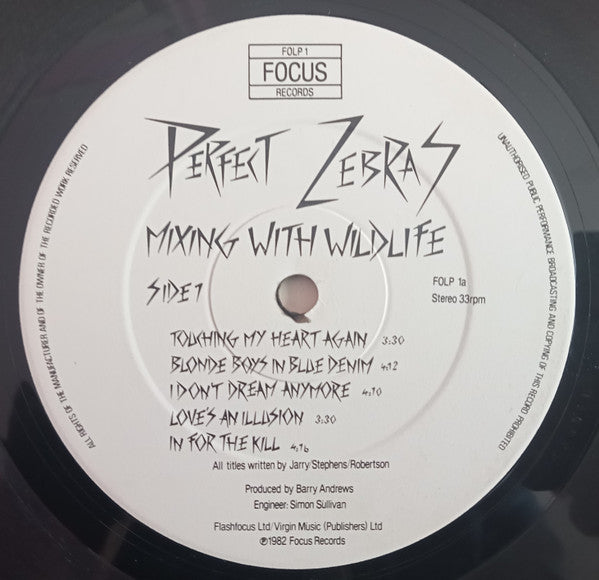 FOLP 1
FOCUS
RECORDS
PERFECT ZEBRAS
MIXING WITH WILDLIFE
SIDE 1
FOLP 1a
Stereo 33rpm
TOUCHING MY HEART AGAIN 3:30
BLONDE BOYS IN BLUE DENIM 4.12
I DON'T DREAM ANYMORE 4.10
LOVE'S AN ILLUSION 3.30
IN FOR THE KILL 4.16
All titles written by Jarry/Stephens/Robertson
Produced by Barry Andrews
Engineer: Simon Sullivan
Flashfocus Ltd/Virgin Music (Publishers) Ltd
℗1982 Focus Records
ALL RIGHTS OF THE MANUFACTURER AND OF THE OWNER OF THE RECORDED WORK RESERVED
UNAUTHORISED PUBLIC PERFORMANCE BROADCASTING AND COPYING OF THIS RECORD PROHIBITED